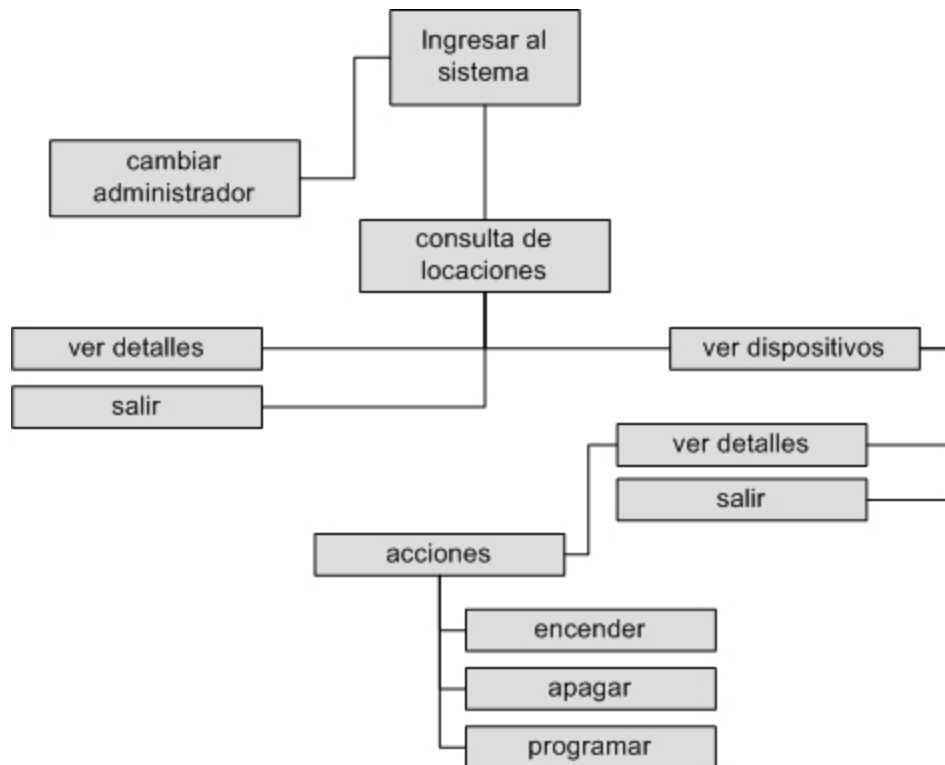 Ingresar al
sistema
cambiar
administrador
consulta de
locaciones
ver detalles
ver dispositivos
salir
ver detalles
salir
acciones
encender
apagar
programar